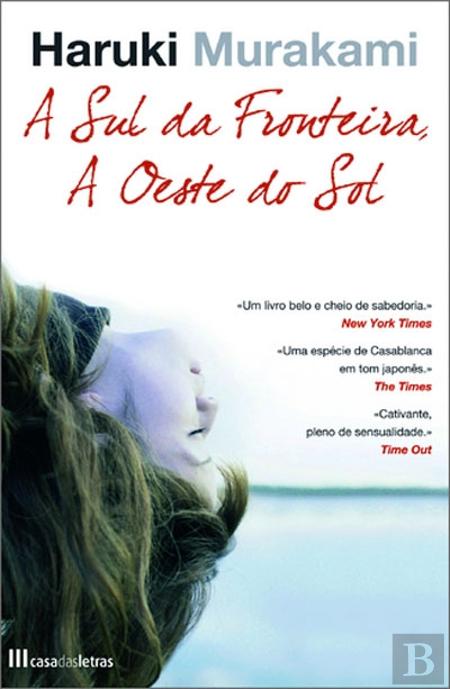 Haruki Murakami
A Sul da Fronteira,
A Oeste do Sol
«Um livro belo e cheio de sabedoria.»
New York Times
«Uma espécie de Casablanca
em tom japonês.»
The Times
«Cativante,
pleno de sensualidade.»
Time Out
casadasletras
B